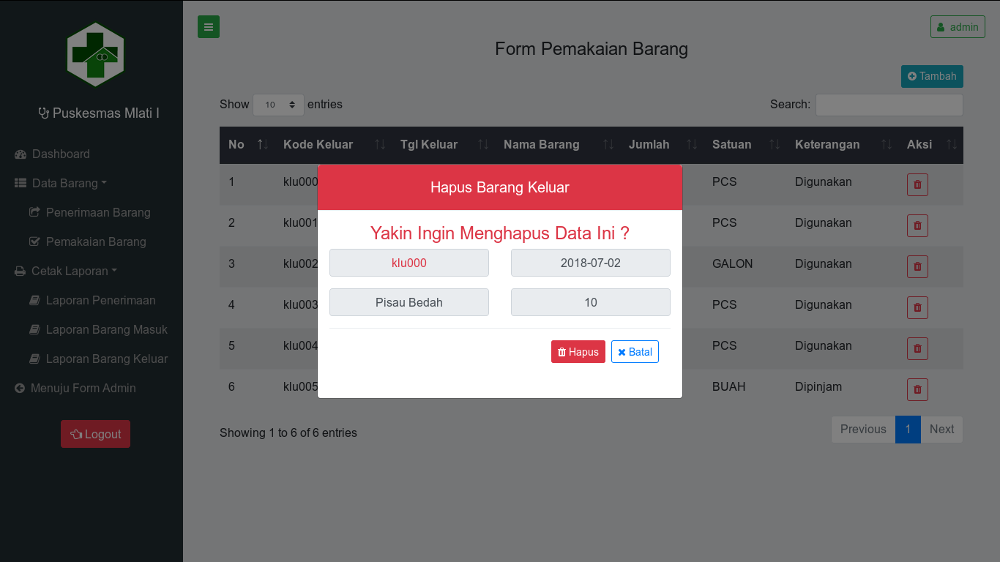 admin
Form Pemakaian Barang
Tambah
Puskesmas Mlati I
Show 10 entries
Search:
No Kode Keluar Tgl Keluar Nama Barang Jumlah Satuan Keterangan Aksi
Dashboard
Data Barang
Penerimaan Barang
Pemakaian Barang
Cetak Laporan
Laporan Penerimaan
Laporan Barang Masuk
Laporan Barang Keluar
Menuju Form Admin
Logout
1 klu000 PCS Digunakan
2 klu001 PCS Digunakan
3 klu002 GALON Digunakan
4 klu003 PCS Digunakan
5 klu004 PCS Digunakan
6 klu005 BUAH Dipinjam
Hapus Barang Keluar
Yakin Ingin Menghapus Data Ini ?
klu000 2018-07-02
Pisau Bedah 10
Hapus Batal
Showing 1 to 6 of 6 entries
Previous 1 Next